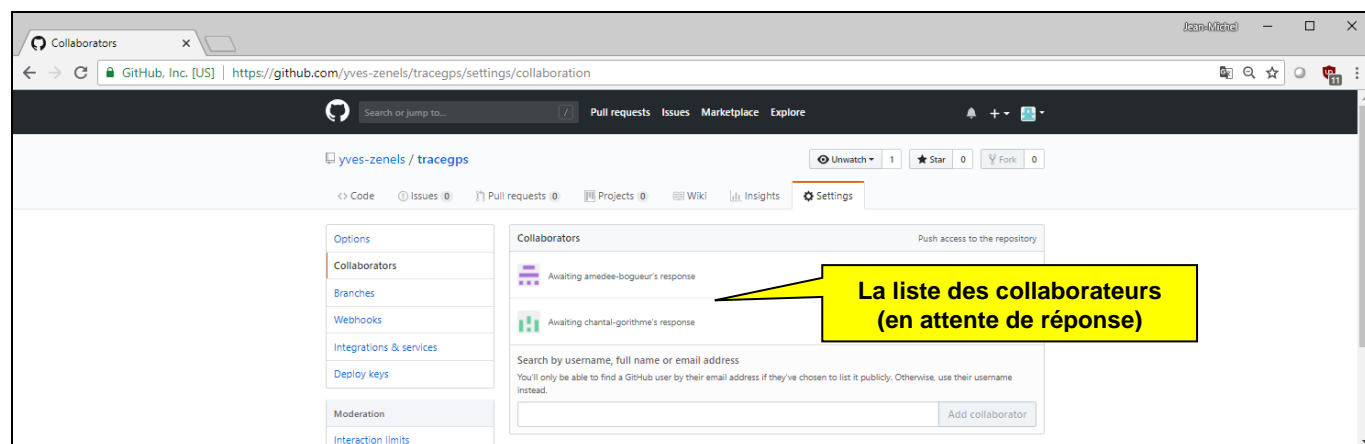 Jean-Michel
Collaborators
GitHub, Inc. [US] | https://github.com/yves-zenels/tracegps/settings/collaboration
11
Search or jump to... / Pull requests Issues Marketplace Explore
yves-zenels / tracegps
Unwatch 1 Star 0 Fork 0
Code Issues 0 Pull requests 0 Projects 0 Wiki Insights Settings
Options
Collaborators
Branches
Webhooks
Integrations & services
Deploy keys
Moderation
Interaction limits
Collaborators Push access to the repository
Awaiting amedee-bogueur's response
Awaiting chantal-gorithme's response
La liste des collaborateurs
(en attente de réponse)
Search by username, full name or email address
You'll only be able to find a GitHub user by their email address if they've chosen to list it publicly. Otherwise, use their username
instead.
Add collaborator